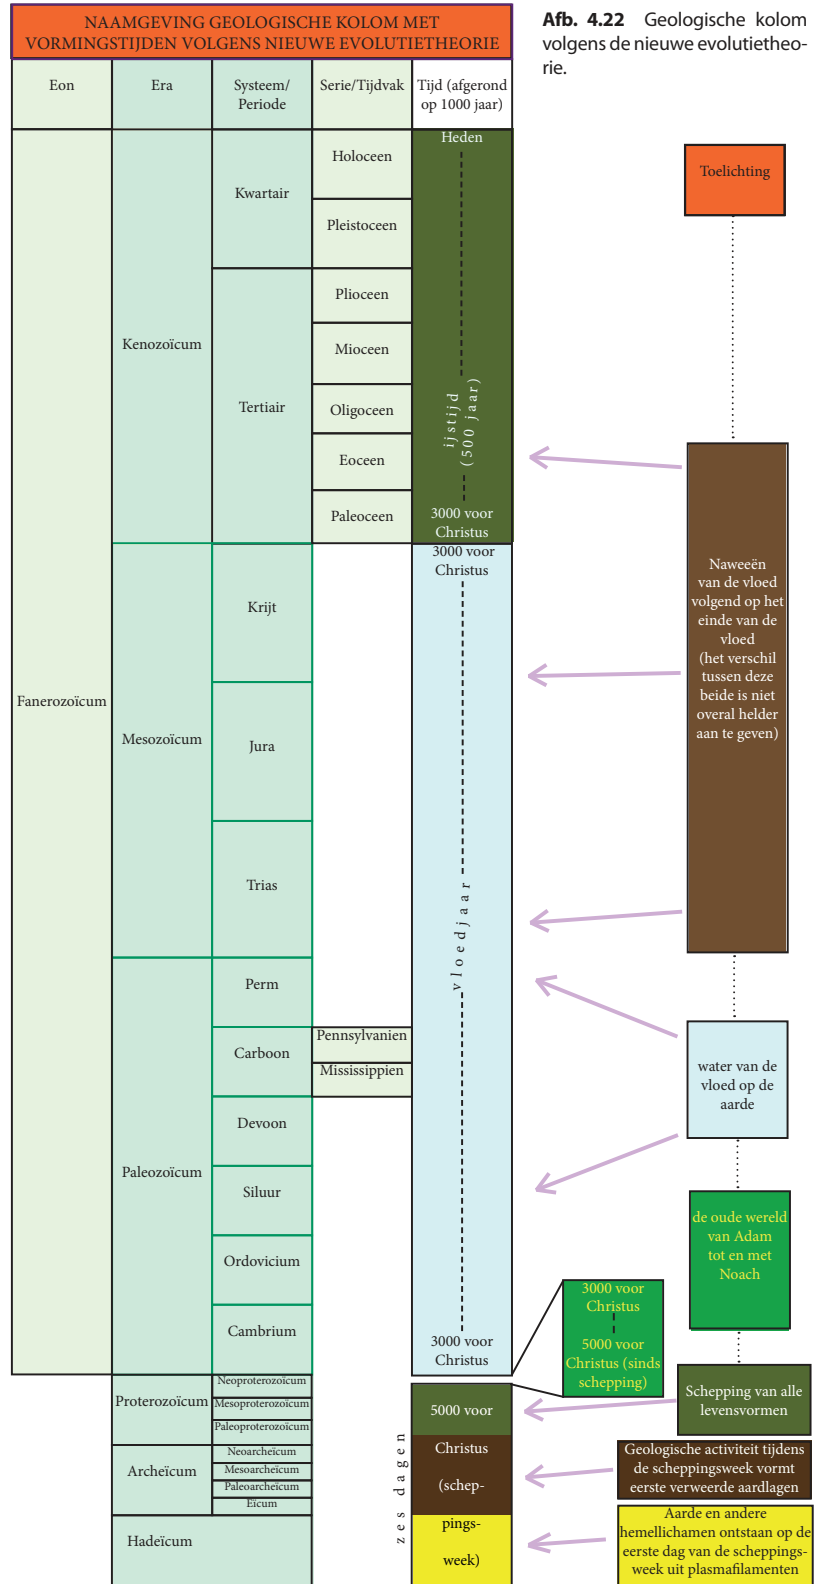 NAAMGEVING GEOLOGISCHE KOLOM MET
VORMINGSTIJDEN VOLGENS NIEUWE EVOLUTIETHEORIE
Afb. 4.22 Geologische kolom
volgens de nieuwe evolutietheo-
rie.
Eon
Era
Systeem/
Periode
Serie/Tijdvak
Tijd (afgerond
op 1000 jaar)
Fanerozoïcum
Kenozoïcum
Kwartair
Holoceen
Pleistoceen
Tertiair
Plioceen
Mioceen
Oligoceen
Eoceen
Paleoceen
Heden
ijstijd
(500 jaar)
3000 voor
Christus
Mesozoïcum
Krijt
Jura
Trias
3000 voor
Christus
vloedjaar
Paleozoïcum
Perm
Carboon
Pennsylvanien
Mississippien
Devoon
Siluur
Ordovicium
Cambrium
3000 voor
Christus
Proterozoïcum
Neoproterozoïcum
Mesoproterozoïcum
Paleoproterozoïcum
Archeïcum
Neoarcheïcum
Mesoarcheïcum
Paleoarcheïcum
Eïcum
Hadeïcum
zes dagen
5000 voor
Christus
(schep-
pings-
week)
3000 voor
Christus
5000 voor
Christus (sinds
schepping)
Toelichting
Naweeën
van de vloed
volgend op het
einde van de
vloed
(het verschil
tussen deze
beide is niet
overal helder
aan te geven)
water van de
vloed op de
aarde
de oude wereld
van Adam
tot en met
Noach
Schepping van alle
levensvormen
Geologische activiteit tijdens
de scheppingsweek vormt
eerste verweerde aardlagen
Aarde en andere
hemellichamen ontstaan op de
eerste dag van de scheppings-
week uit plasmafilamenten